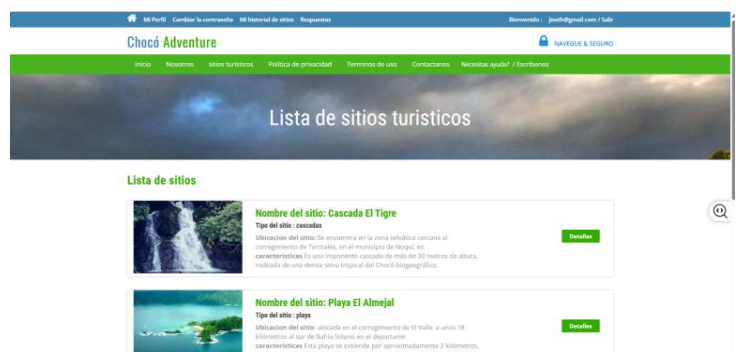 Mi Perfil Cambiar la contraseña Mi historial de sitios Respuestas Bienvenido : jiseth@gmail.com / Salir
Chocó Adventure NAVEGUE & SEGURO
Inicio Nosotros sitios turísticos Política de privacidad Terminos de uso Contactanos Necesitas ayuda? / Escribenos
Lista de sitios turisticos
Lista de sitios
Nombre del sitio: Cascada El Tigre
Tipo del sitio : cascadas
Ubicacion del sitio: Se encuentra en la zona selvática cercana al
corregimiento de Termales, en el municipio de Nuquí, en
caracteristicas Es una imponente cascada de más de 30 metros de altura,
rodeada de una densa selva tropical del Chocó biogeográfico.
Detalles
Nombre del sitio: Playa El Almejal
Tipo del sitio : playa
Ubicacion del sitio: ubicada en el corregimiento de El Valle, a unos 18
kilómetros al sur de Bahía Solano en el departame
caracteristicas Esta playa se extiende por aproximadamente 2 kilómetros,
Detalles